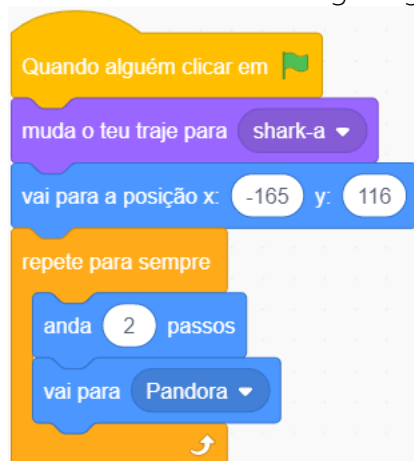 Quando alguém clicar em
muda o teu traje para shark-a
vai para a posição x: -165 y: 116
repete para sempre
anda 2 passos
vai para Pandora